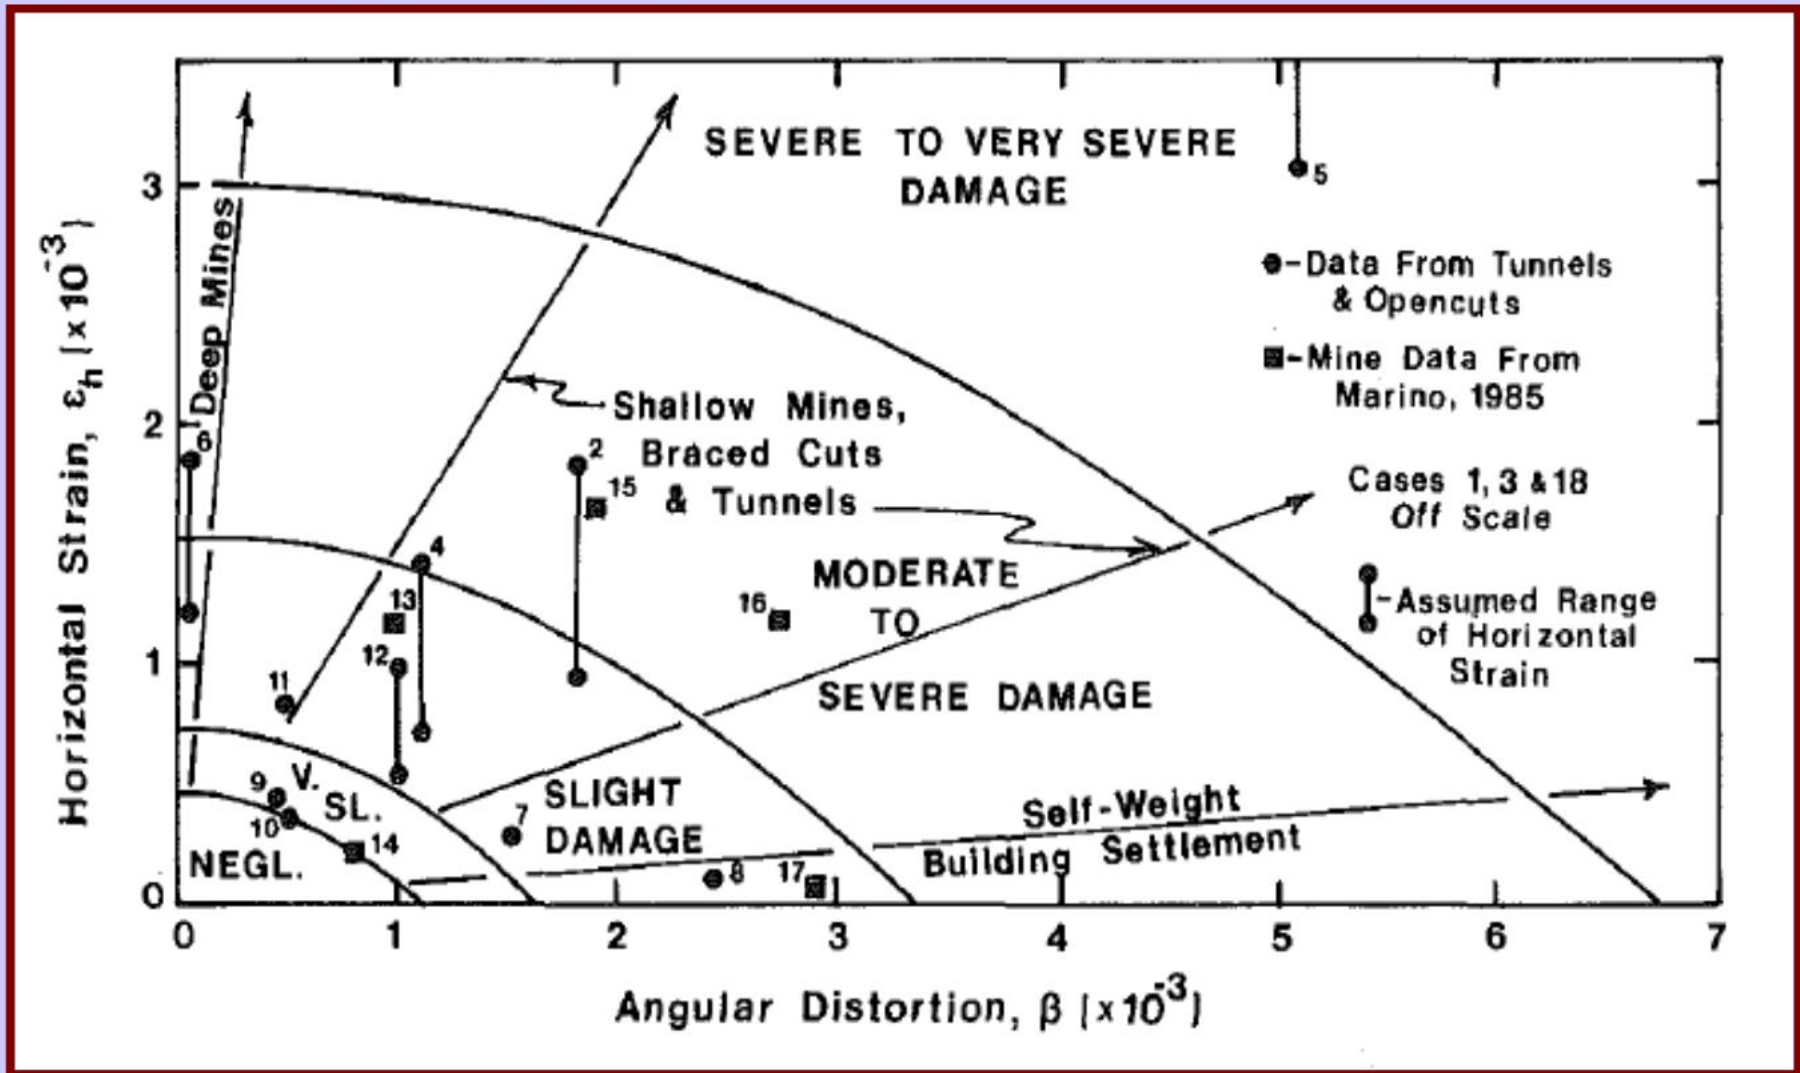 SEVERE TO VERY SEVERE
DAMAGE
5
-Data From Tunnels
& Opencuts
-Mine Data From
Marino, 1985
Deep Mines
Shallow Mines,
Braced Cuts
& Tunnels
Cases 1, 3 & 18
Off Scale
-Assumed Range
of Horizontal
Strain
MODERATE
TO
SEVERE DAMAGE
6
2
15
4
13
16
12
11
9
V.
SL.
10
14
NEGL.
7
SLIGHT
DAMAGE
8
17
Self-Weight
Building Settlement
3
2
1
0
0 1 2 3 4 5 6 7
Horizontal Strain, εh (x10-3)
Angular Distortion, β (x10-3)